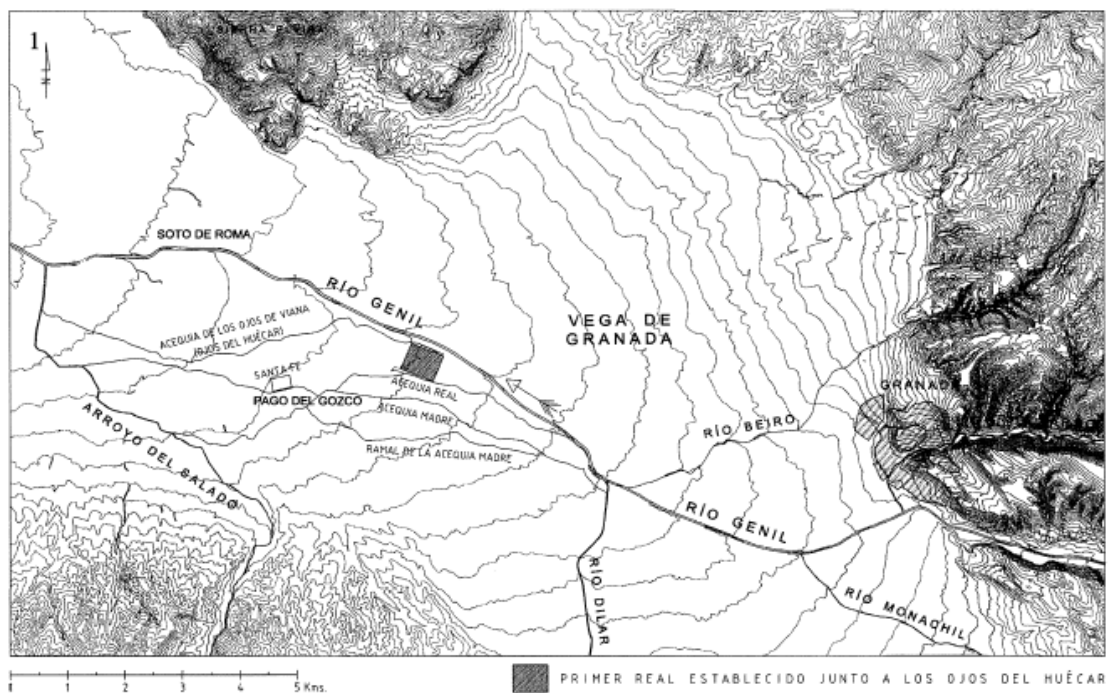 1
SOTO DE ROMA
RÍO GENIL
ACEQUIA DE LOS OJOS DE VIANA
(OJOS DEL HUÉCAR)
VEGA DE
GRANADA
SANTA FE
ACEQUIA REAL
PAGO DEL GOZCO
ACEQUIA MADRE
RAMAL DE LA ACEQUIA MADRE
ARROYO DEL SALADO
GRANADA
RÍO BEIRO
RÍO GENIL
RÍO DILAR
RÍO MONACHIL
0 1 2 3 4 5 Kms.
PRIMER REAL ESTABLECIDO JUNTO A LOS OJOS DEL HUÉCAR